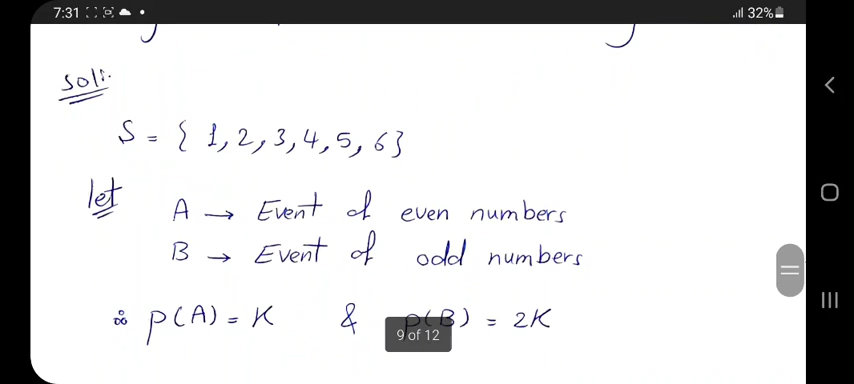 7:31 32%
Sol:
S = { 1, 2, 3, 4, 5, 6}
let
A → Event of even numbers
B → Event of odd numbers
∴ P(A) = K & P(B) = 2K
9 of 12